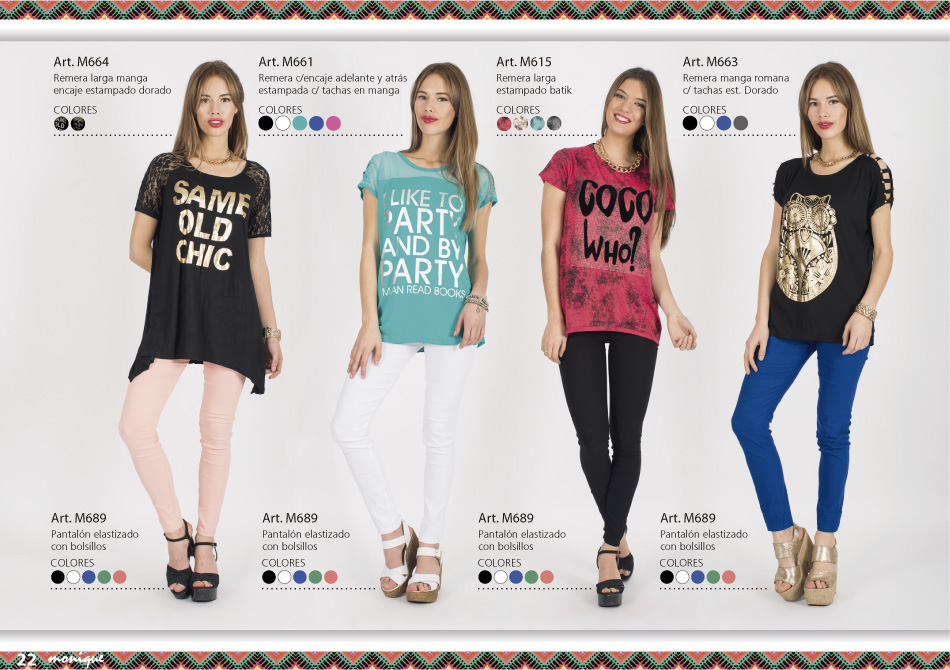 Art. M664
Remera larga manga
encaje estampado dorado
COLORES
Art. M661
Remera c/encaje adelante y atrás
estampada c/ tachas en manga
COLORES
Art. M615
Remera larga
estampado batik
COLORES
Art. M663
Remera manga romana
c/ tachas est. Dorado
COLORES
SAME
OLD
CHIC
I LIKE TO
PARTY
AND BY
PARTY
READ BOOKS
COCO
WHO?
Art. M689
Pantalón elastizado
con bolsillos
COLORES
Art. M689
Pantalón elastizado
con bolsillos
COLORES
Art. M689
Pantalón elastizado
con bolsillos
COLORES
Art. M689
Pantalón elastizado
con bolsillos
COLORES
22 monique